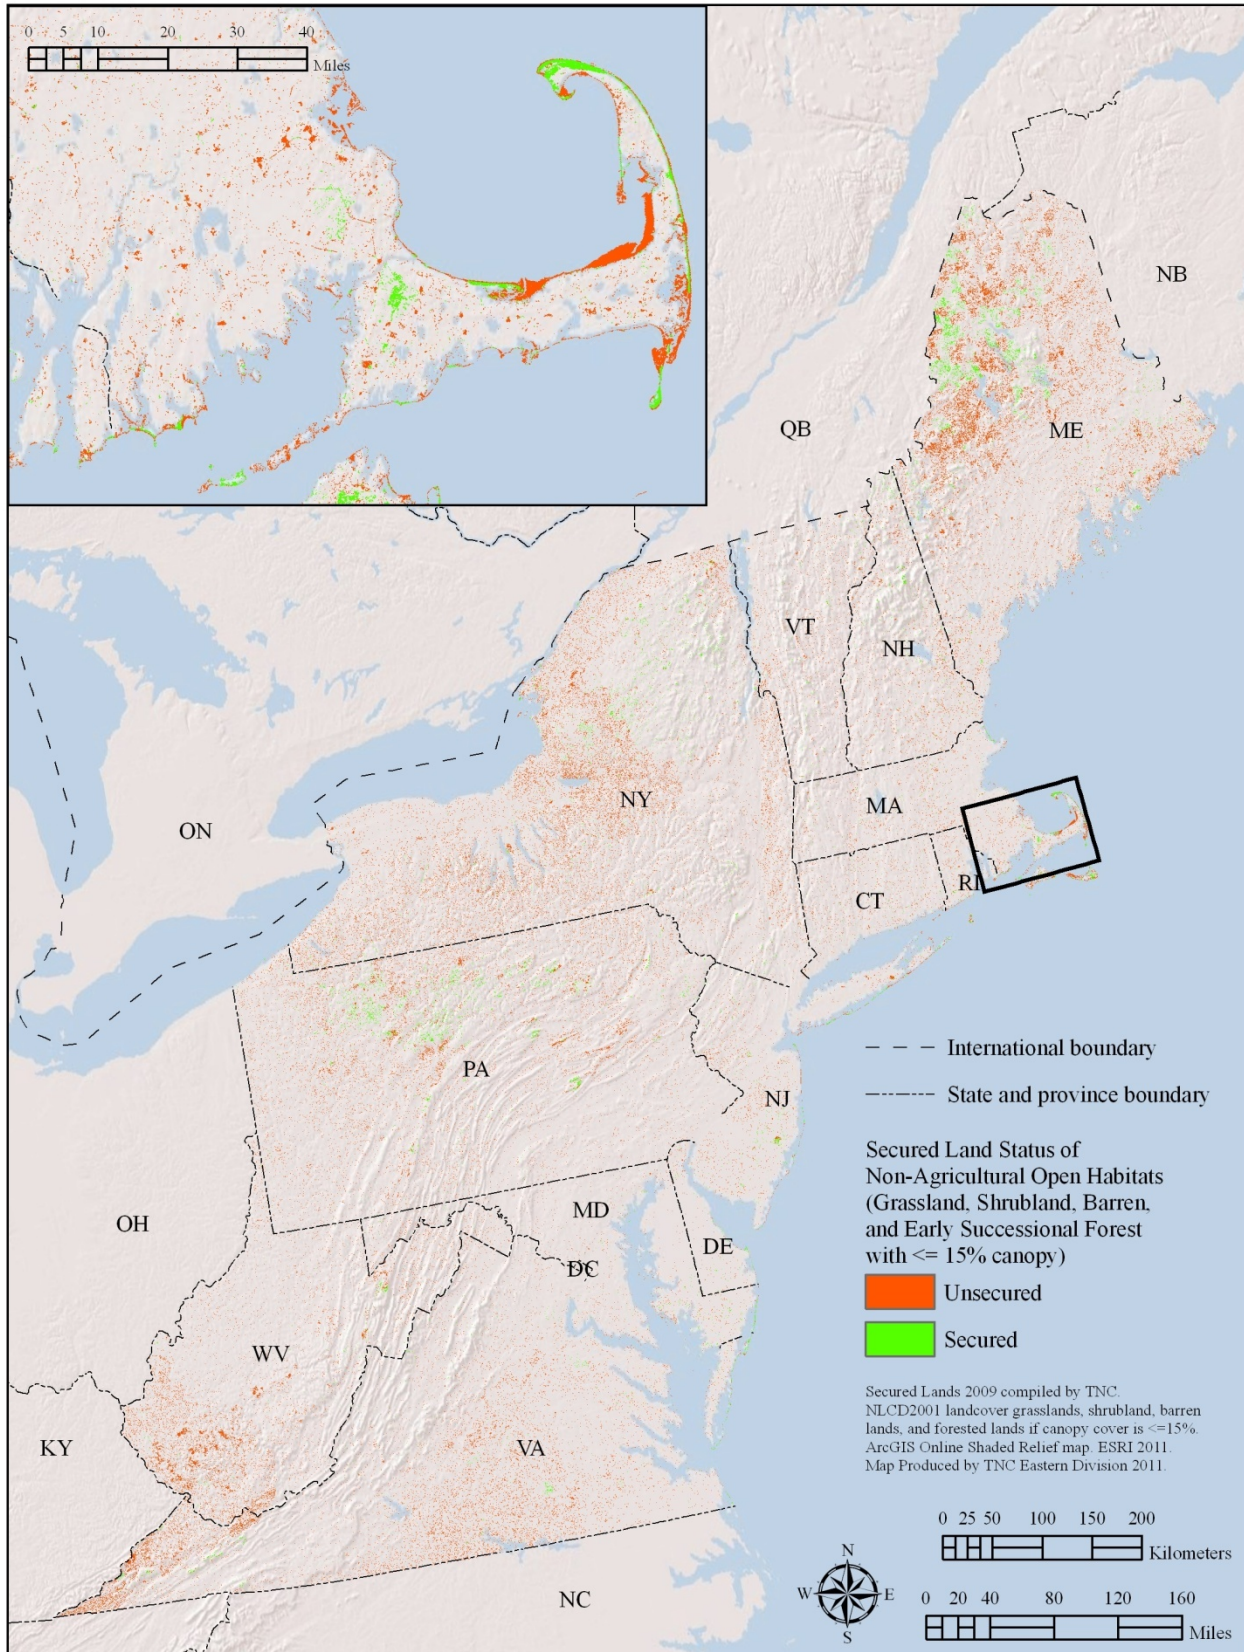 0 5 10 20 30 40
Miles
NB
QB
ME
VT
NH
NY
MA
ON
CT
RI
PA
NJ
OH
MD
DE
DC
WV
KY
VA
NC
International boundary
State and province boundary
Secured Land Status of
Non-Agricultural Open Habitats
(Grassland, Shrubland, Barren,
and Early Successional Forest
with <= 15% canopy)
Unsecured
Secured
Secured Lands 2009 compiled by TNC.
NLCD2001 landcover grasslands, shrubland, barren
lands, and forested lands if canopy cover is <=15%.
ArcGIS Online Shaded Relief map. ESRI 2011.
Map Produced by TNC Eastern Division 2011.
0 25 50 100 150 200
Kilometers
N
W E
S
0 20 40 80 120 160
Miles